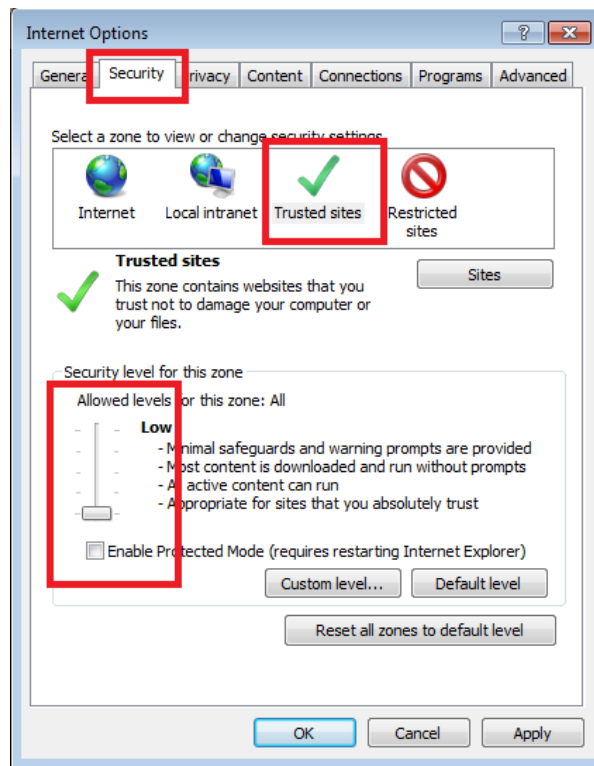 Internet Options
General Security Privacy Content Connections Programs Advanced
Select a zone to view or change security settings.
Internet Local intranet Trusted sites Restricted sites
Trusted sites
This zone contains websites that you
trust not to damage your computer or
your files.
Sites
Security level for this zone
Allowed levels for this zone: All
Low
- Minimal safeguards and warning prompts are provided
- Most content is downloaded and run without prompts
- All active content can run
- Appropriate for sites that you absolutely trust
Enable Protected Mode (requires restarting Internet Explorer)
Custom level... Default level
Reset all zones to default level
OK Cancel Apply